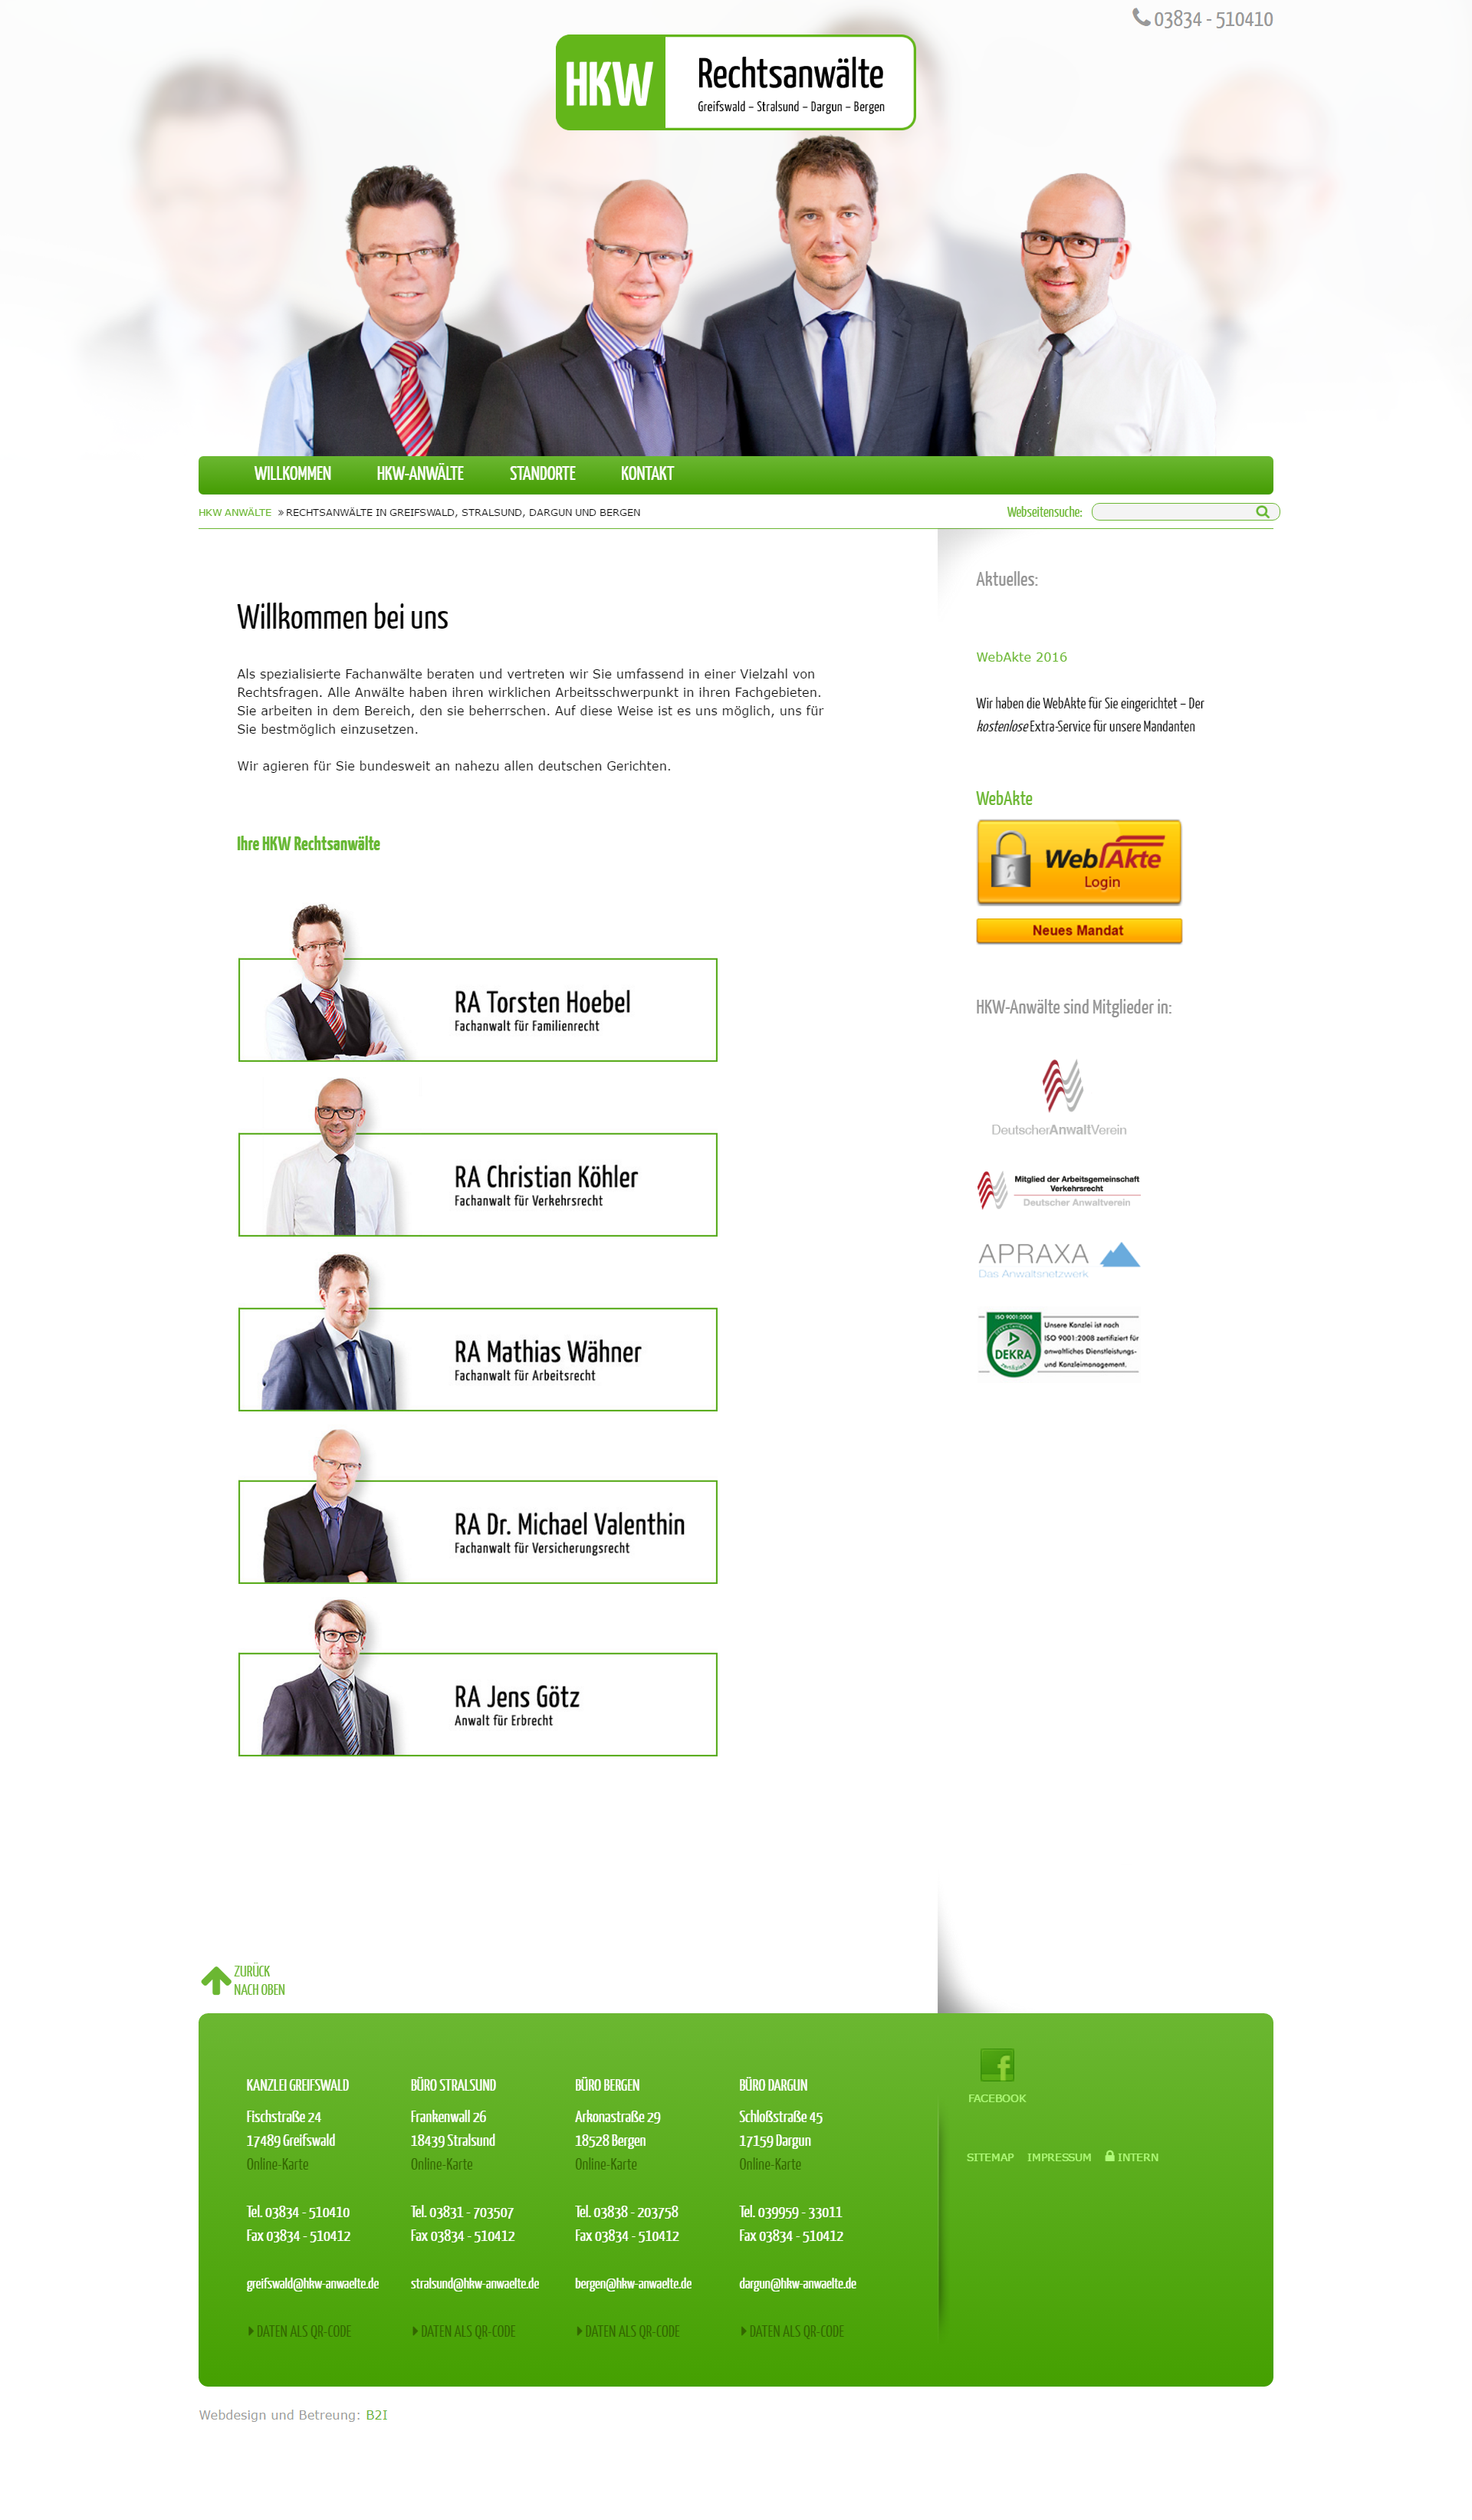 03834 - 510410
HKW
Rechtsanwälte
Greifswald – Stralsund – Dargun – Bergen
WILLKOMMEN HKW-ANWÄLTE STANDORTE KONTAKT
HKW ANWÄLTE » RECHTSANWÄLTE IN GREIFSWALD, STRALSUND, DARGUN UND BERGEN
Webseitensuche:
Willkommen bei uns
Als spezialisierte Fachanwälte beraten und vertreten wir Sie umfassend in einer Vielzahl von
Rechtsfragen. Alle Anwälte haben ihren wirklichen Arbeitsschwerpunkt in ihren Fachgebieten.
Sie arbeiten in dem Bereich, den sie beherrschen. Auf diese Weise ist es uns möglich, uns für
Sie bestmöglich einzusetzen.
Wir agieren für Sie bundesweit an nahezu allen deutschen Gerichten.
Ihre HKW Rechtsanwälte
RA Torsten Hoebel
Fachanwalt für Familienrecht
RA Christian Köhler
Fachanwalt für Verkehrsrecht
RA Mathias Wähner
Fachanwalt für Arbeitsrecht
RA Dr. Michael Valenthin
Fachanwalt für Versicherungsrecht
RA Jens Götz
Anwalt für Erbrecht
Aktuelles:
WebAkte 2016
Wir haben die WebAkte für Sie eingerichtet – Der
kostenlose Extra-Service für unsere Mandanten
WebAkte
WebAkte
Login
Neues Mandat
HKW-Anwälte sind Mitglieder in:
DeutscherAnwaltVerein
Mitglied der Arbeitsgemeinschaft
Verkehrsrecht
Deutscher Anwaltverein
APRAXA
Das Anwaltsnetzwerk
ISO 9001:2008
DEKRA
zertifiziert
Unsere Kanzlei ist nach
ISO 9001:2008 zertifiziert für
anwaltliches Dienstleistungs-
und Kanzleimanagement.
ZURÜCK
NACH OBEN
KANZLEI GREIFSWALD
Fischstraße 24
17489 Greifswald
Online-Karte
Tel. 03834 - 510410
Fax 03834 - 510412
greifswald@hkw-anwaelte.de
DATEN ALS QR-CODE
BÜRO STRALSUND
Frankenwall 26
18439 Stralsund
Online-Karte
Tel. 03831 - 703507
Fax 03834 - 510412
stralsund@hkw-anwaelte.de
DATEN ALS QR-CODE
BÜRO BERGEN
Arkonastraße 29
18528 Bergen
Online-Karte
Tel. 03838 - 203758
Fax 03834 - 510412
bergen@hkw-anwaelte.de
DATEN ALS QR-CODE
BÜRO DARGUN
Schloßstraße 45
17159 Dargun
Online-Karte
Tel. 039959 - 33011
Fax 03834 - 510412
dargun@hkw-anwaelte.de
DATEN ALS QR-CODE
FACEBOOK
SITEMAP IMPRESSUM INTERN
Webdesign und Betreung: B2I